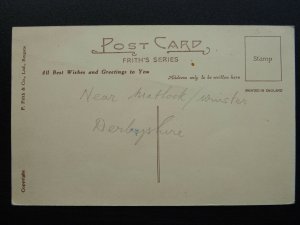 POST CARD
FRITH'S SERIES
All Best Wishes and Greetings to You
Address only to be written here
Stamp
PRINTED IN ENGLAND
Near Matlock/Winster
Derbyshire
F. Frith & Co., Ltd., Reigate
Copyright